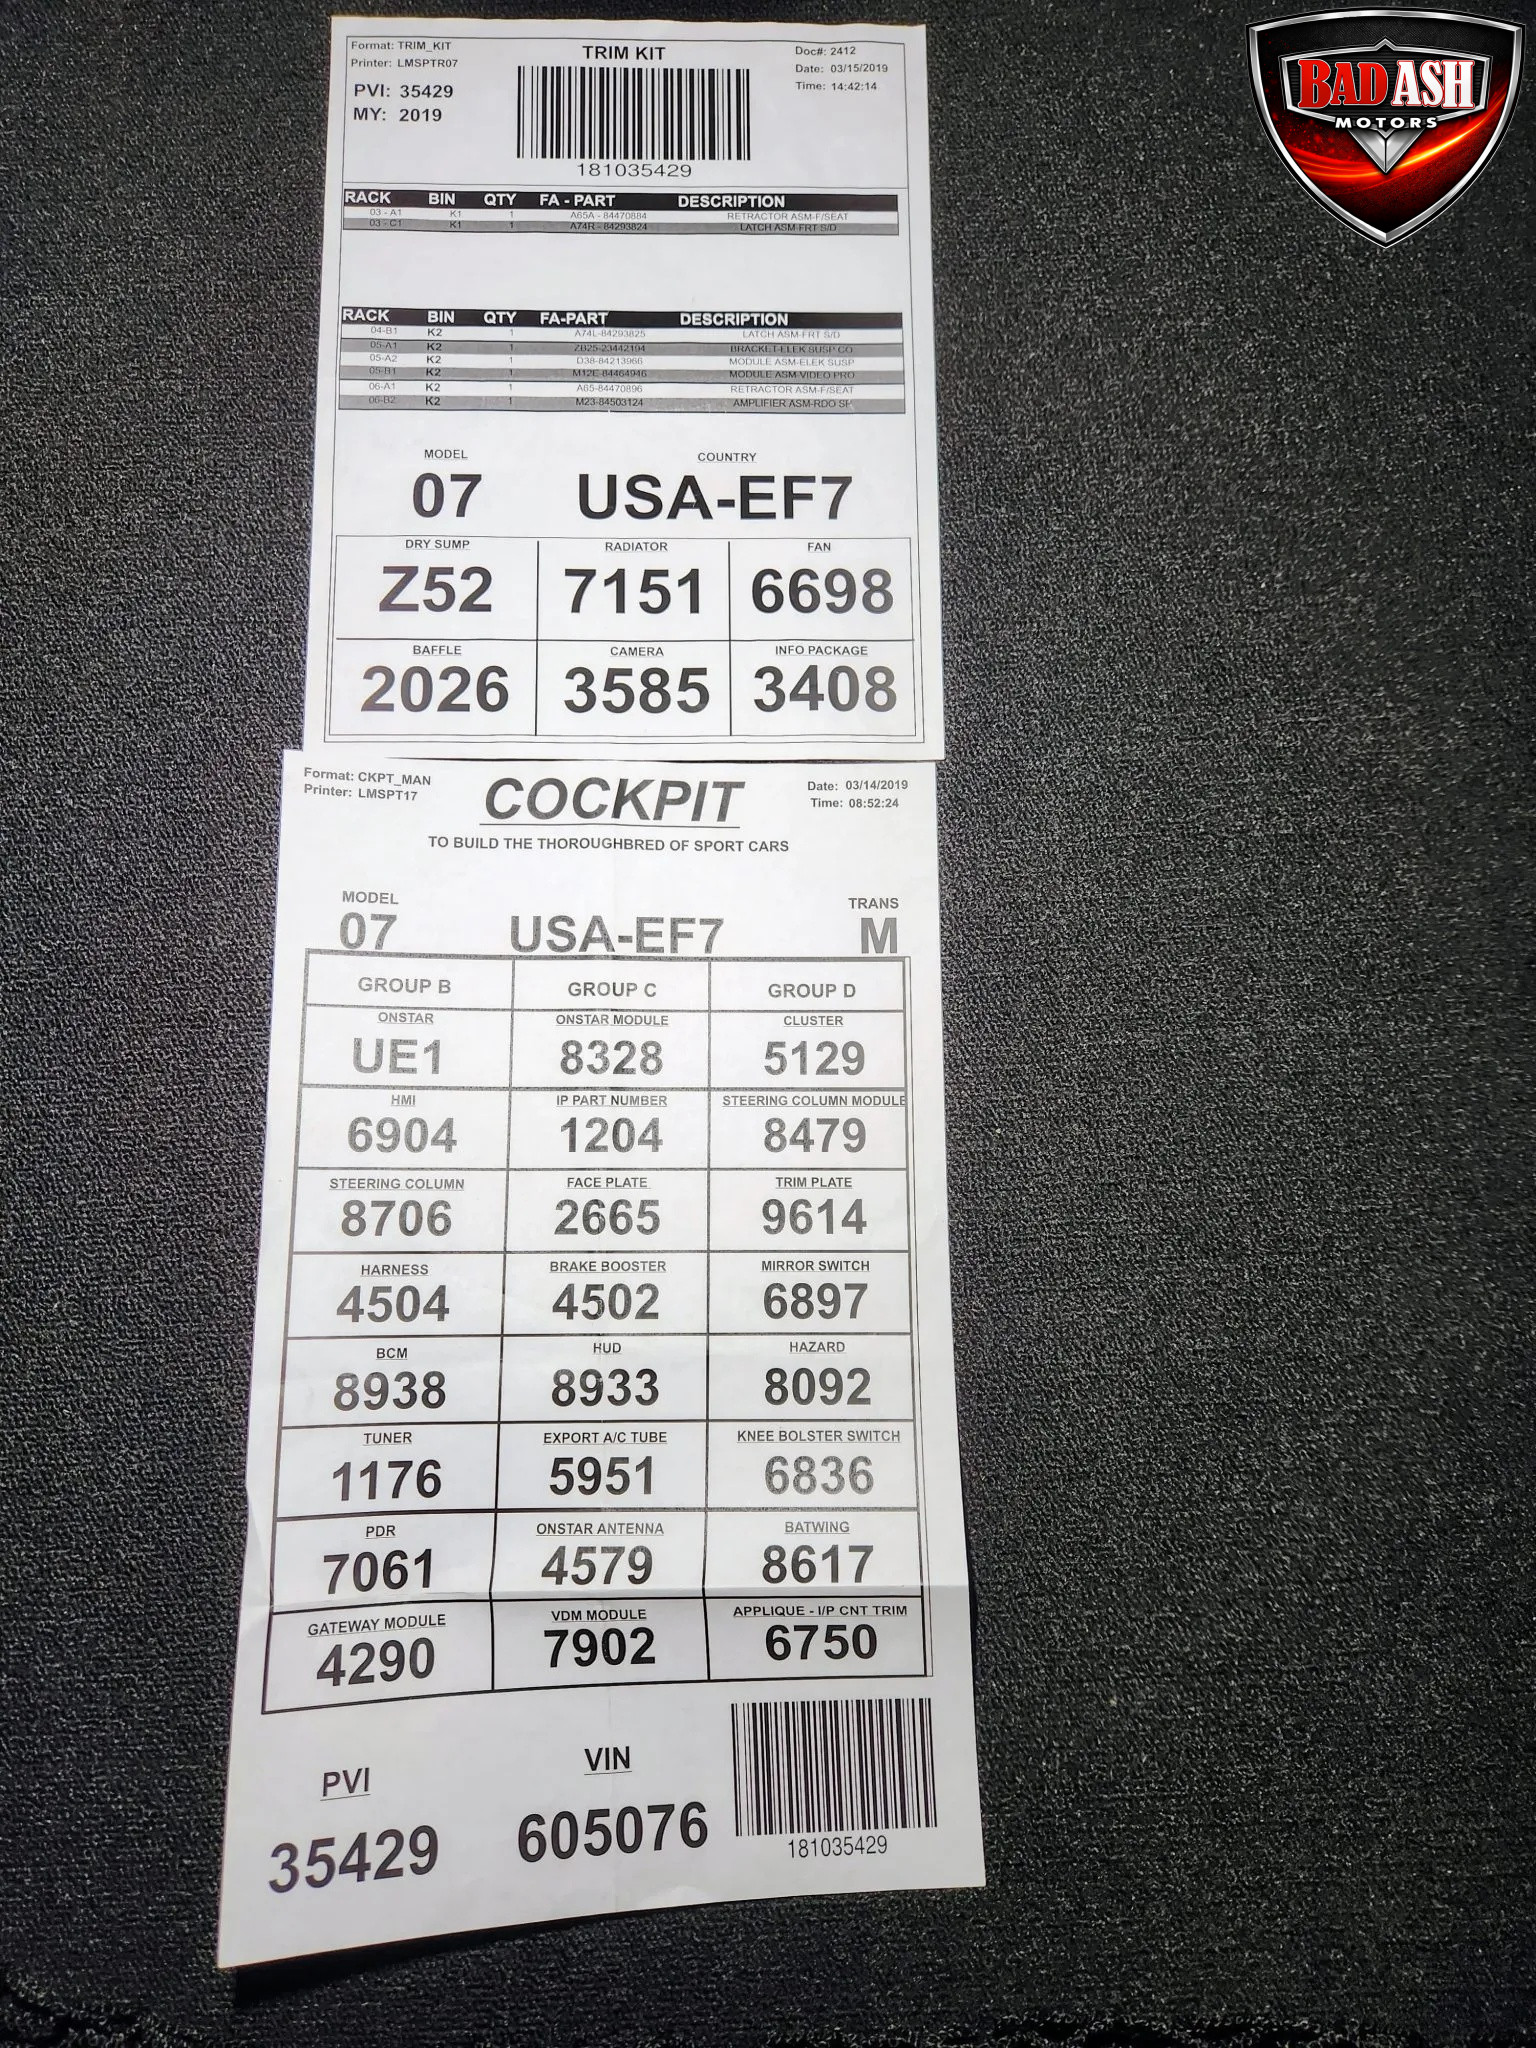 BAD ASH
MOTORS
Format: TRIM_KIT
Printer: LMSPTR07
PVI: 35429
MY: 2019
TRIM KIT
181035429
Doc#: 2412
Date: 03/15/2019
Time: 14:42:14
RACK BIN QTY FA - PART DESCRIPTION
03 - A1 K1 1 A65A - 84470884 RETRACTOR ASM-F/SEAT
03 - C1 K1 1 A74R - 84293824 LATCH ASM-FRT S/D
RACK BIN QTY FA-PART DESCRIPTION
04-B1 K2 1 A74L-84293825 LATCH ASM-FRT S/D
05-A1 K2 1 ZB25-23442194 BRACKET-ELEK SUSP CO
05-A2 K2 1 D38-84213966 MODULE ASM-ELEK SUSP
05-B1 K2 1 M12E-84464946 MODULE ASM-VIDEO PRO
06-A1 K2 1 A65-84470896 RETRACTOR ASM-F/SEAT
06-B2 K2 1 M23-84503124 AMPLIFIER ASM-RDO SP
MODEL COUNTRY
07 USA-EF7
DRY SUMP RADIATOR FAN
Z52 7151 6698
BAFFLE CAMERA INFO PACKAGE
2026 3585 3408
Format: CKPT_MAN
Printer: LMSPT17
COCKPIT
Date: 03/14/2019
Time: 08:52:24
TO BUILD THE THOROUGHBRED OF SPORT CARS
MODEL TRANS
07 USA-EF7 M
GROUP B GROUP C GROUP D
ONSTAR ONSTAR MODULE CLUSTER
UE1 8328 5129
HMI IP PART NUMBER STEERING COLUMN MODULE
6904 1204 8479
STEERING COLUMN FACE PLATE TRIM PLATE
8706 2665 9614
HARNESS BRAKE BOOSTER MIRROR SWITCH
4504 4502 6897
BCM HUD HAZARD
8938 8933 8092
TUNER EXPORT A/C TUBE KNEE BOLSTER SWITCH
1176 5951 6836
PDR ONSTAR ANTENNA BATWING
7061 4579 8617
GATEWAY MODULE VDM MODULE APPLIQUE - I/P CNT TRIM
4290 7902 6750
PVI VIN
35429 605076
181035429